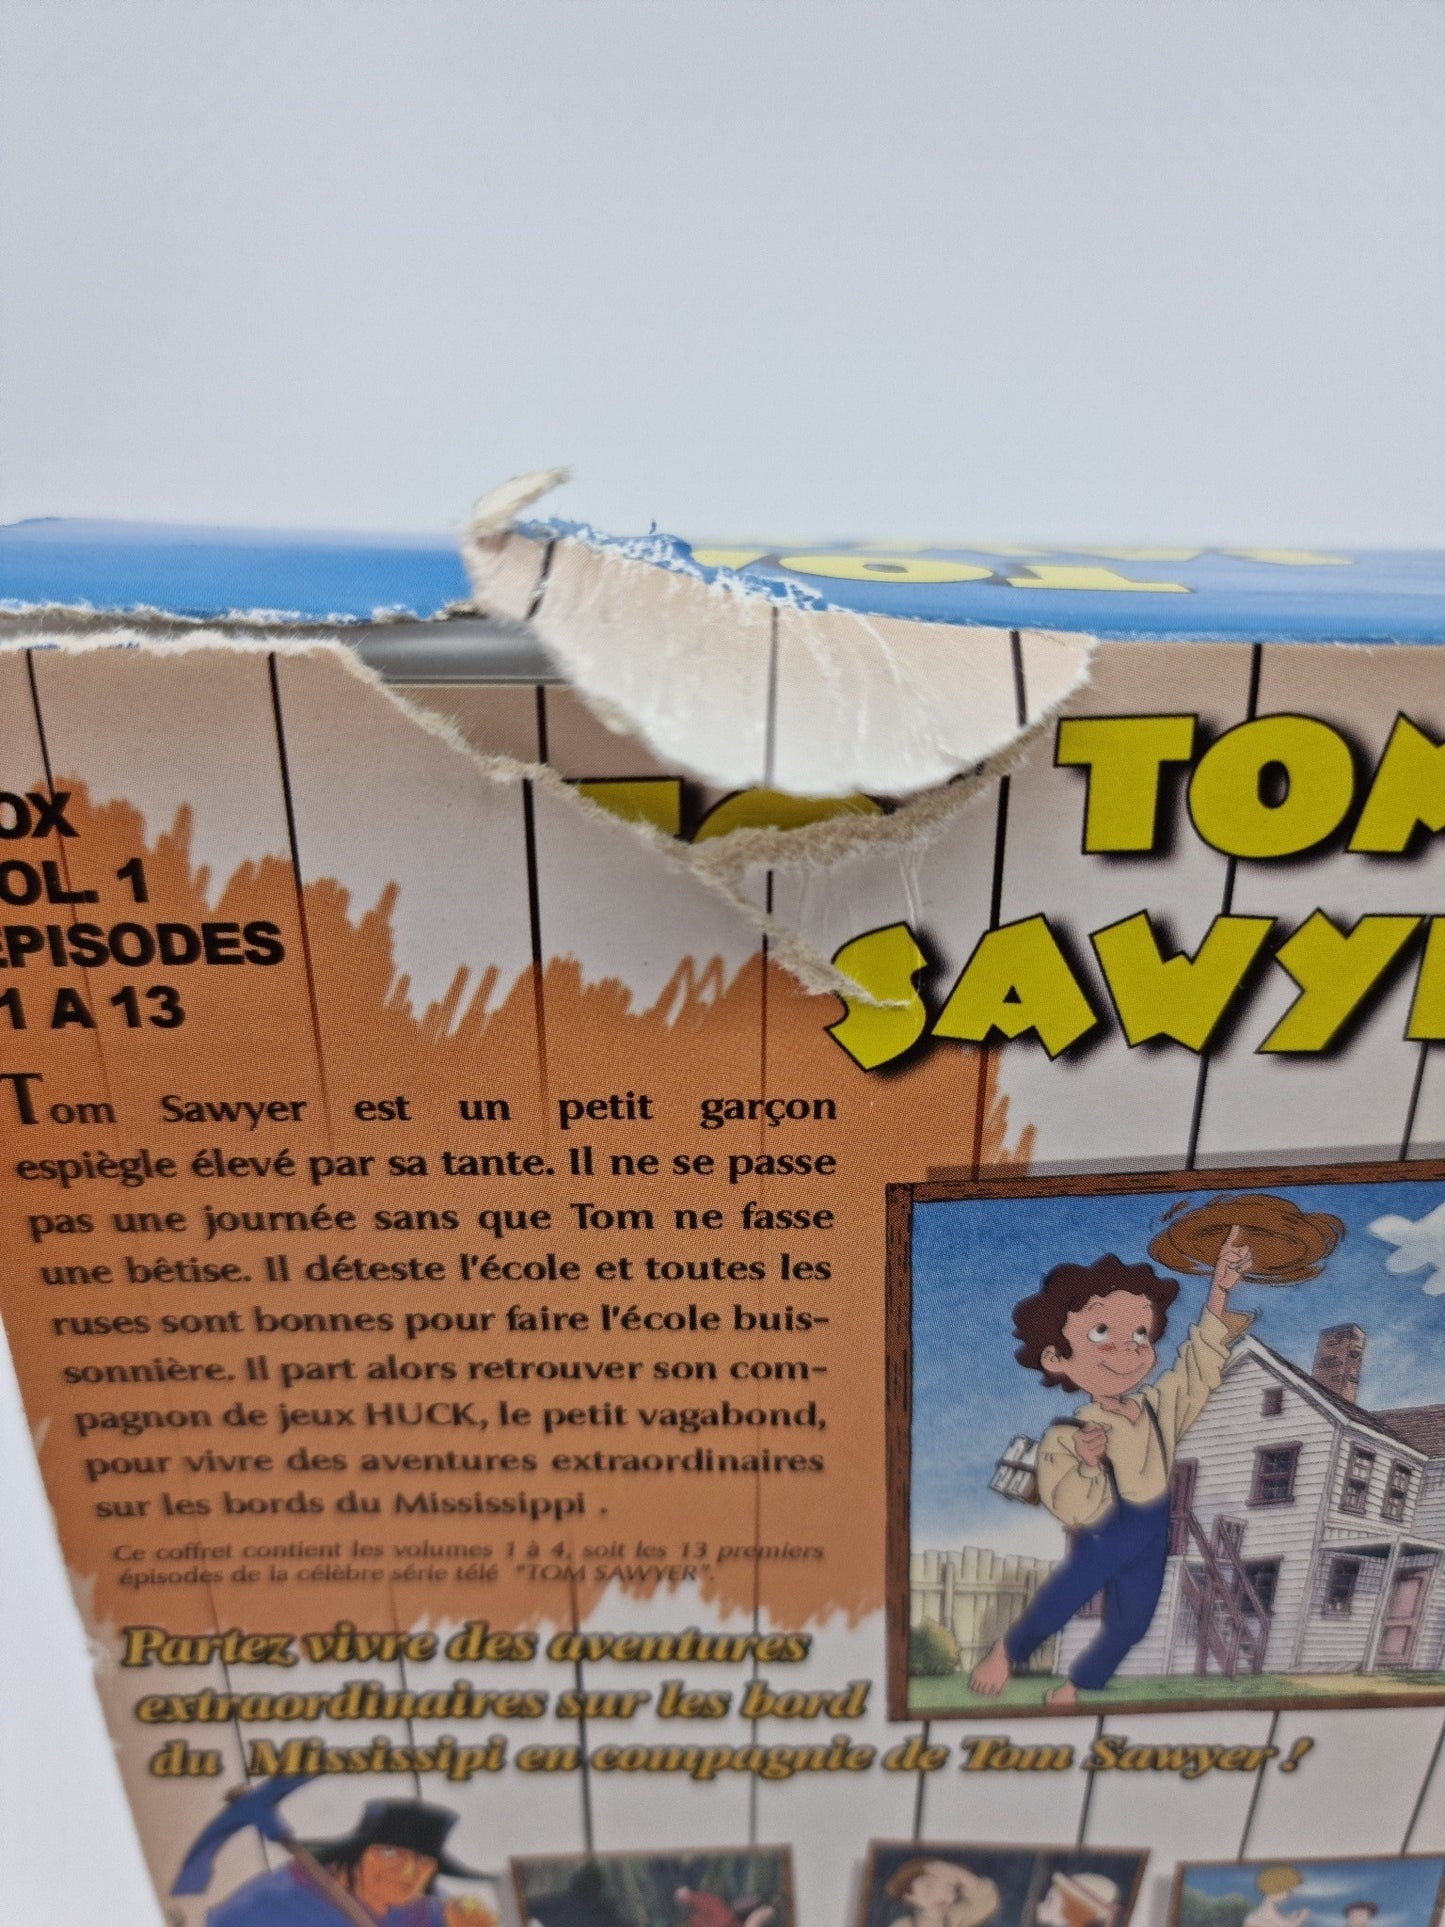 TO
TOM
SAWY
OX
OL. 1
EPISODES
1 A 13
Tom Sawyer est un petit garçon
espiègle élevé par sa tante. Il ne se passe
pas une journée sans que Tom ne fasse
une bêtise. Il déteste l'école et toutes les
ruses sont bonnes pour faire l'école buis-
sonnière. Il part alors retrouver son com-
pagnon de jeux HUCK, le petit vagabond,
pour vivre des aventures extraordinaires
sur les bords du Mississippi .
Ce coffret contient les volumes 1 à 4, soit les 13 premiers
épisodes de la célèbre série télé "TOM SAWYER".
Partez vivre des aventures
extraordinaires sur les bord
du Mississipi en compagnie de Tom Sawyer !